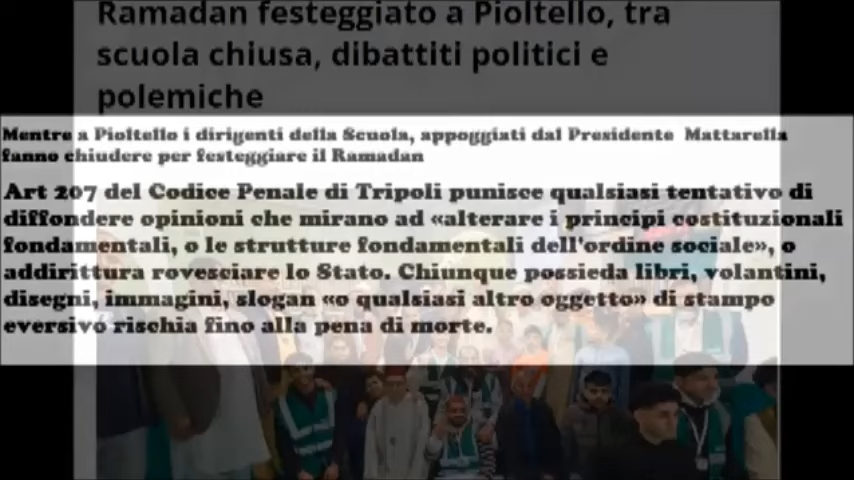 Ramadan festeggiato a Pioltello, tra
scuola chiusa, dibattiti politici e
polemiche
Mentre a Pioltello i dirigenti della Scuola, appoggiati dal Presidente Mattarella
fanno chiudere per festeggiare il Ramadan
Art 207 del Codice Penale di Tripoli punisce qualsiasi tentativo di
diffondere opinioni che mirano ad «alterare i principi costituzionali
fondamentali, o le strutture fondamentali dell'ordine sociale», o
addirittura rovesciare lo Stato. Chiunque possieda libri, volantini,
disegni, immagini, slogan «o qualsiasi altro oggetto» di stampo
eversivo rischia fino alla pena di morte.